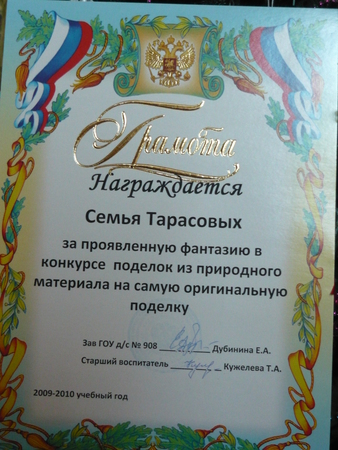 Грамота
Награждается
Семья Тарасовых
за проявленную фантазию в
конкурсе поделок из природного
материала на самую оригинальную
поделку
Зав ГОУ д/с № 908 Дубинина Е.А.
Старший воспитатель Кужелева Т.А.
2009-2010 учебный год